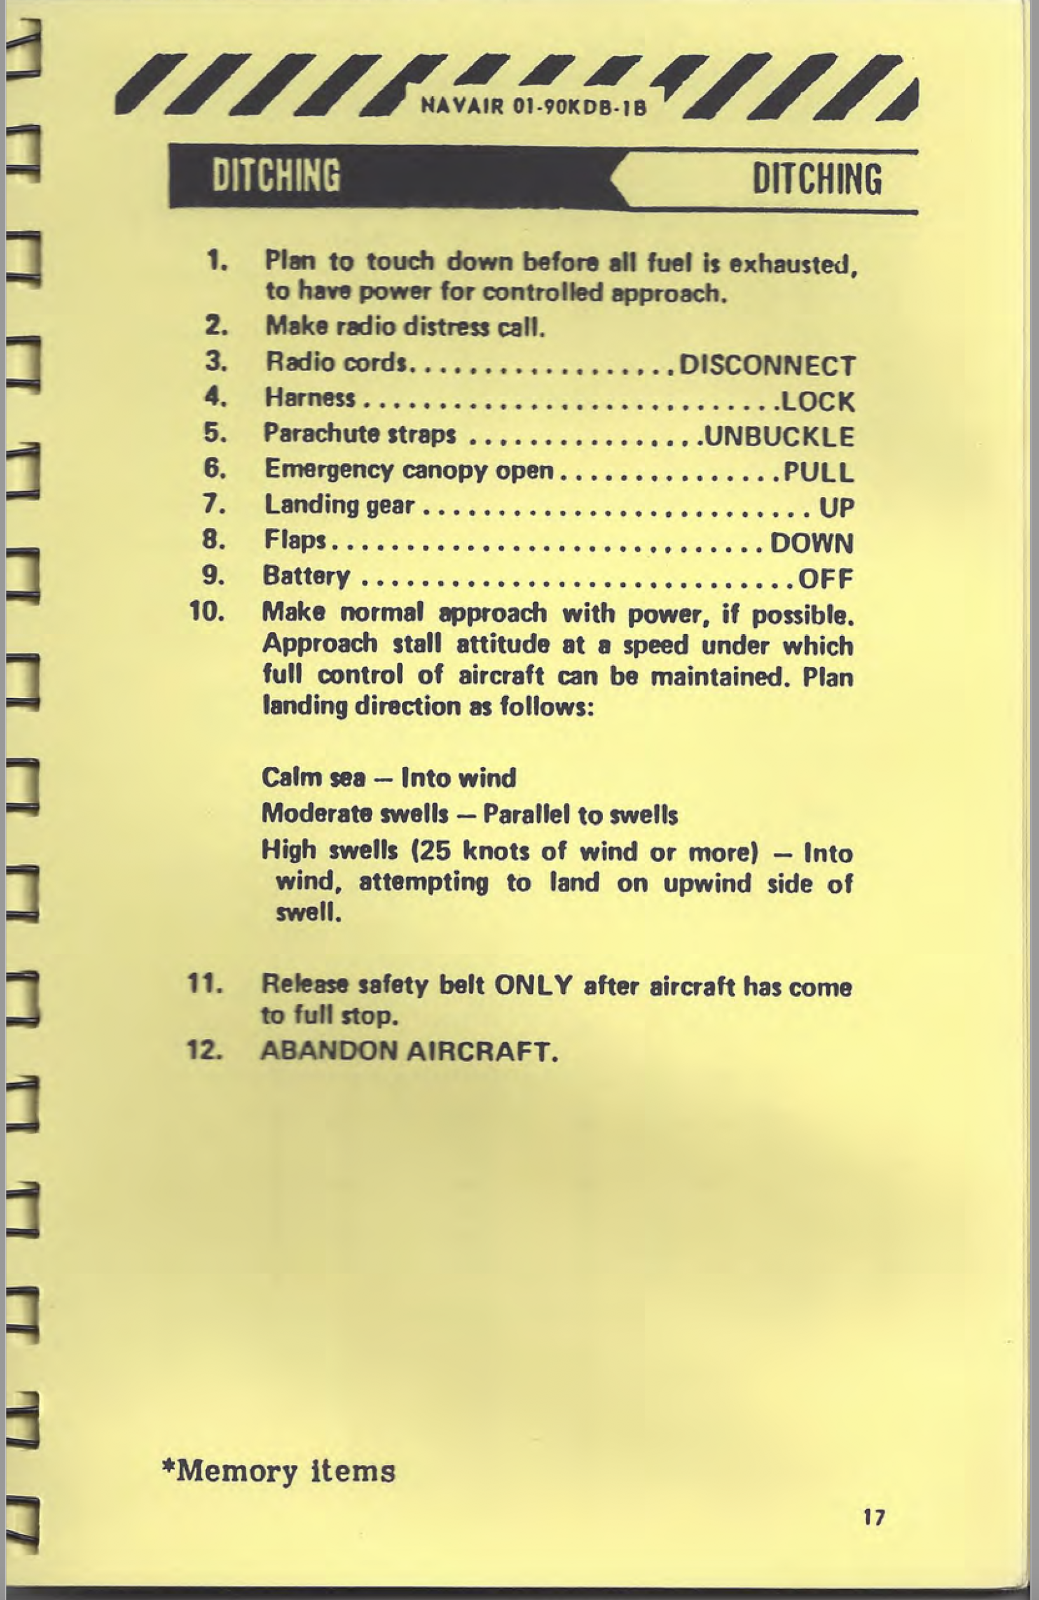 NAVAIR 01-90KDB-1B
DITCHING DITCHING
1. Plan to touch down before all fuel is exhausted,
to have power for controlled approach.
2. Make radio distress call.
3. Radio cords..................DISCONNECT
4. Harness............................LOCK
5. Parachute straps ................UNBUCKLE
6. Emergency canopy open...............PULL
7. Landing gear.......................... UP
8. Flaps............................. DOWN
9. Battery .............................OFF
10. Make normal approach with power, if possible.
Approach stall attitude at a speed under which
full control of aircraft can be maintained. Plan
landing direction as follows:
Calm sea — Into wind
Moderate swells — Parallel to swells
High swells (25 knots of wind or more) — Into
wind, attempting to land on upwind side of
swell.
11. Release safety belt ONLY after aircraft has come
to full stop.
12. ABANDON AIRCRAFT.
*Memory items
17